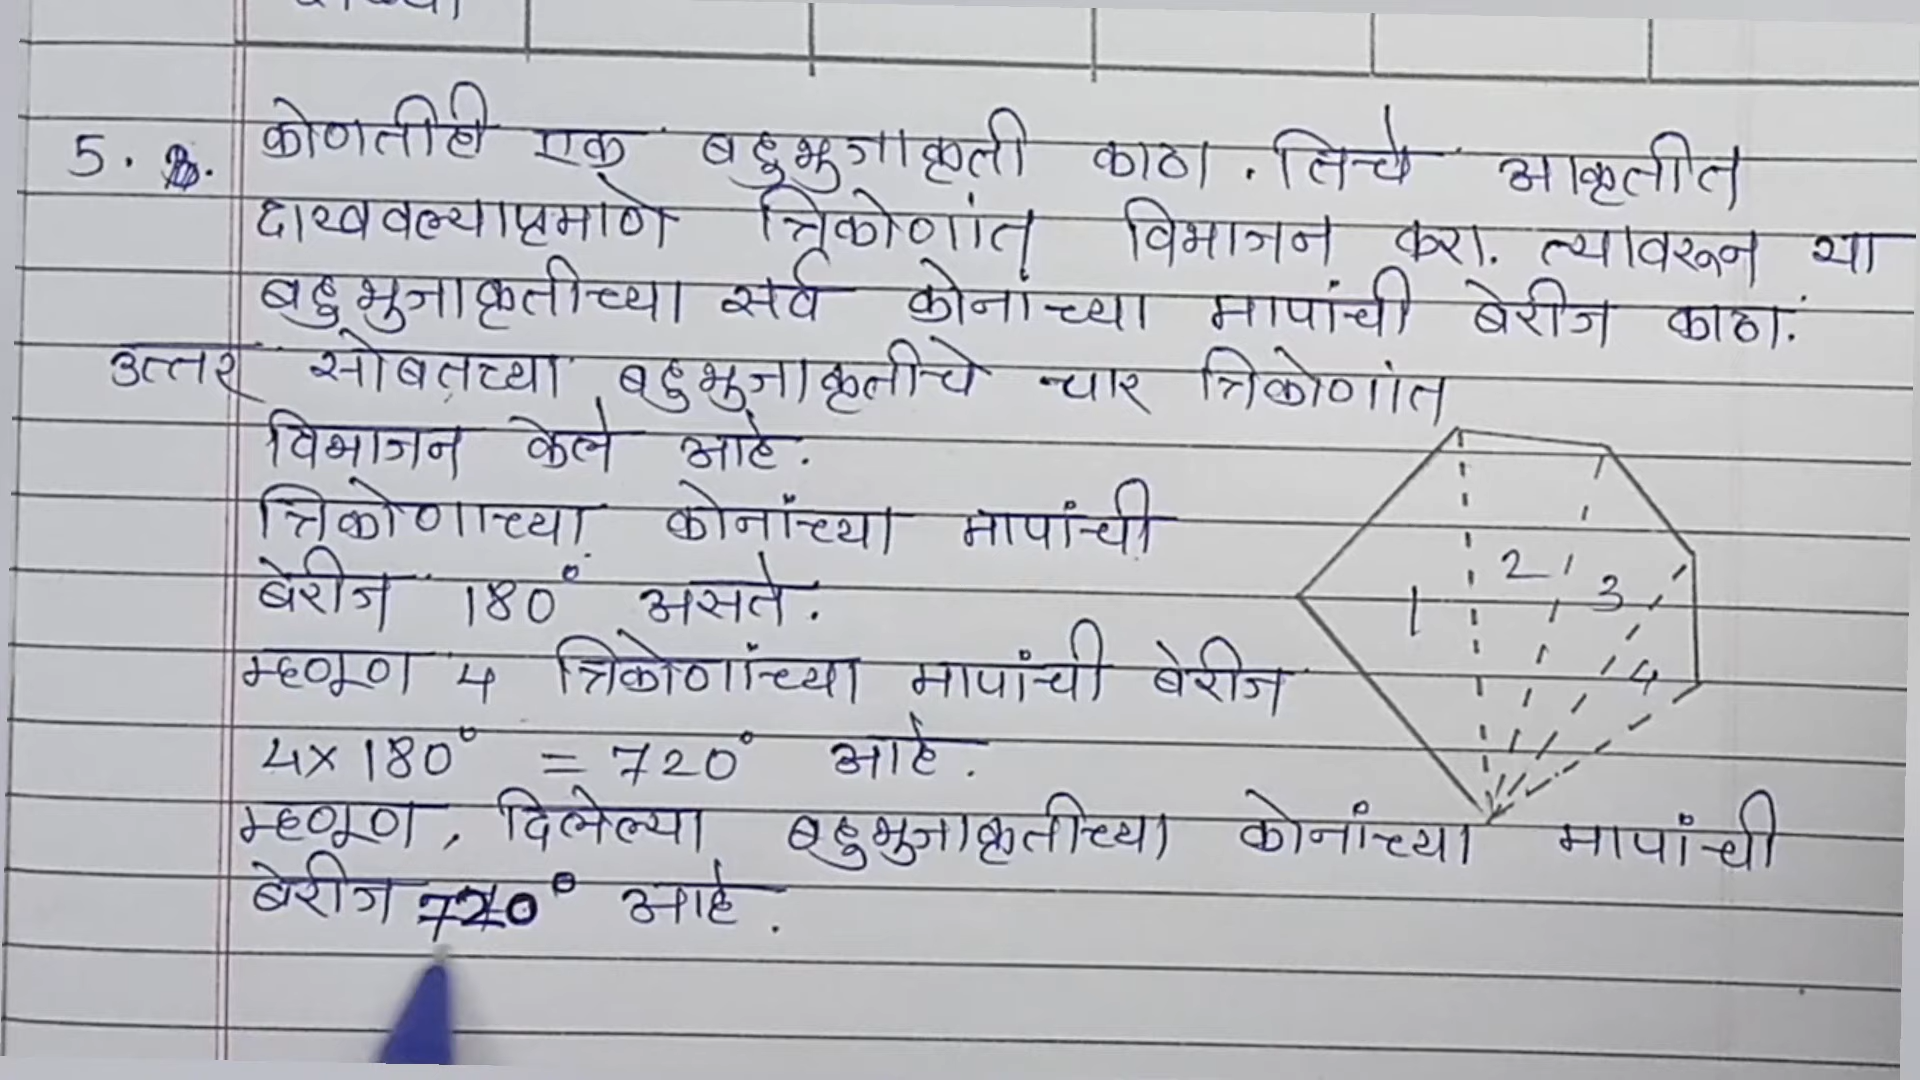 5. कोणतीही एक बहुभुजाकृती काढा. तिचे आकृतीत
दाखवल्याप्रमाणे त्रिकोणांत विभाजन करा. त्यावरून या
बहुभुजाकृतीच्या सर्व कोनांच्या मापांची बेरीज काढा.
उत्तर सोबतच्या बहुभुजाकृतीचे चार त्रिकोणांत
विभाजन केले आहे.
त्रिकोणाच्या कोनांच्या मापांची
बेरीज 180° असते.
म्हणून 4 त्रिकोणांच्या मापांची बेरीज
4×180° = 720° आहे.
म्हणून, दिलेल्या बहुभुजाकृतीच्या कोनांच्या मापांची
बेरीज 720° आहे.
1
2
3
4